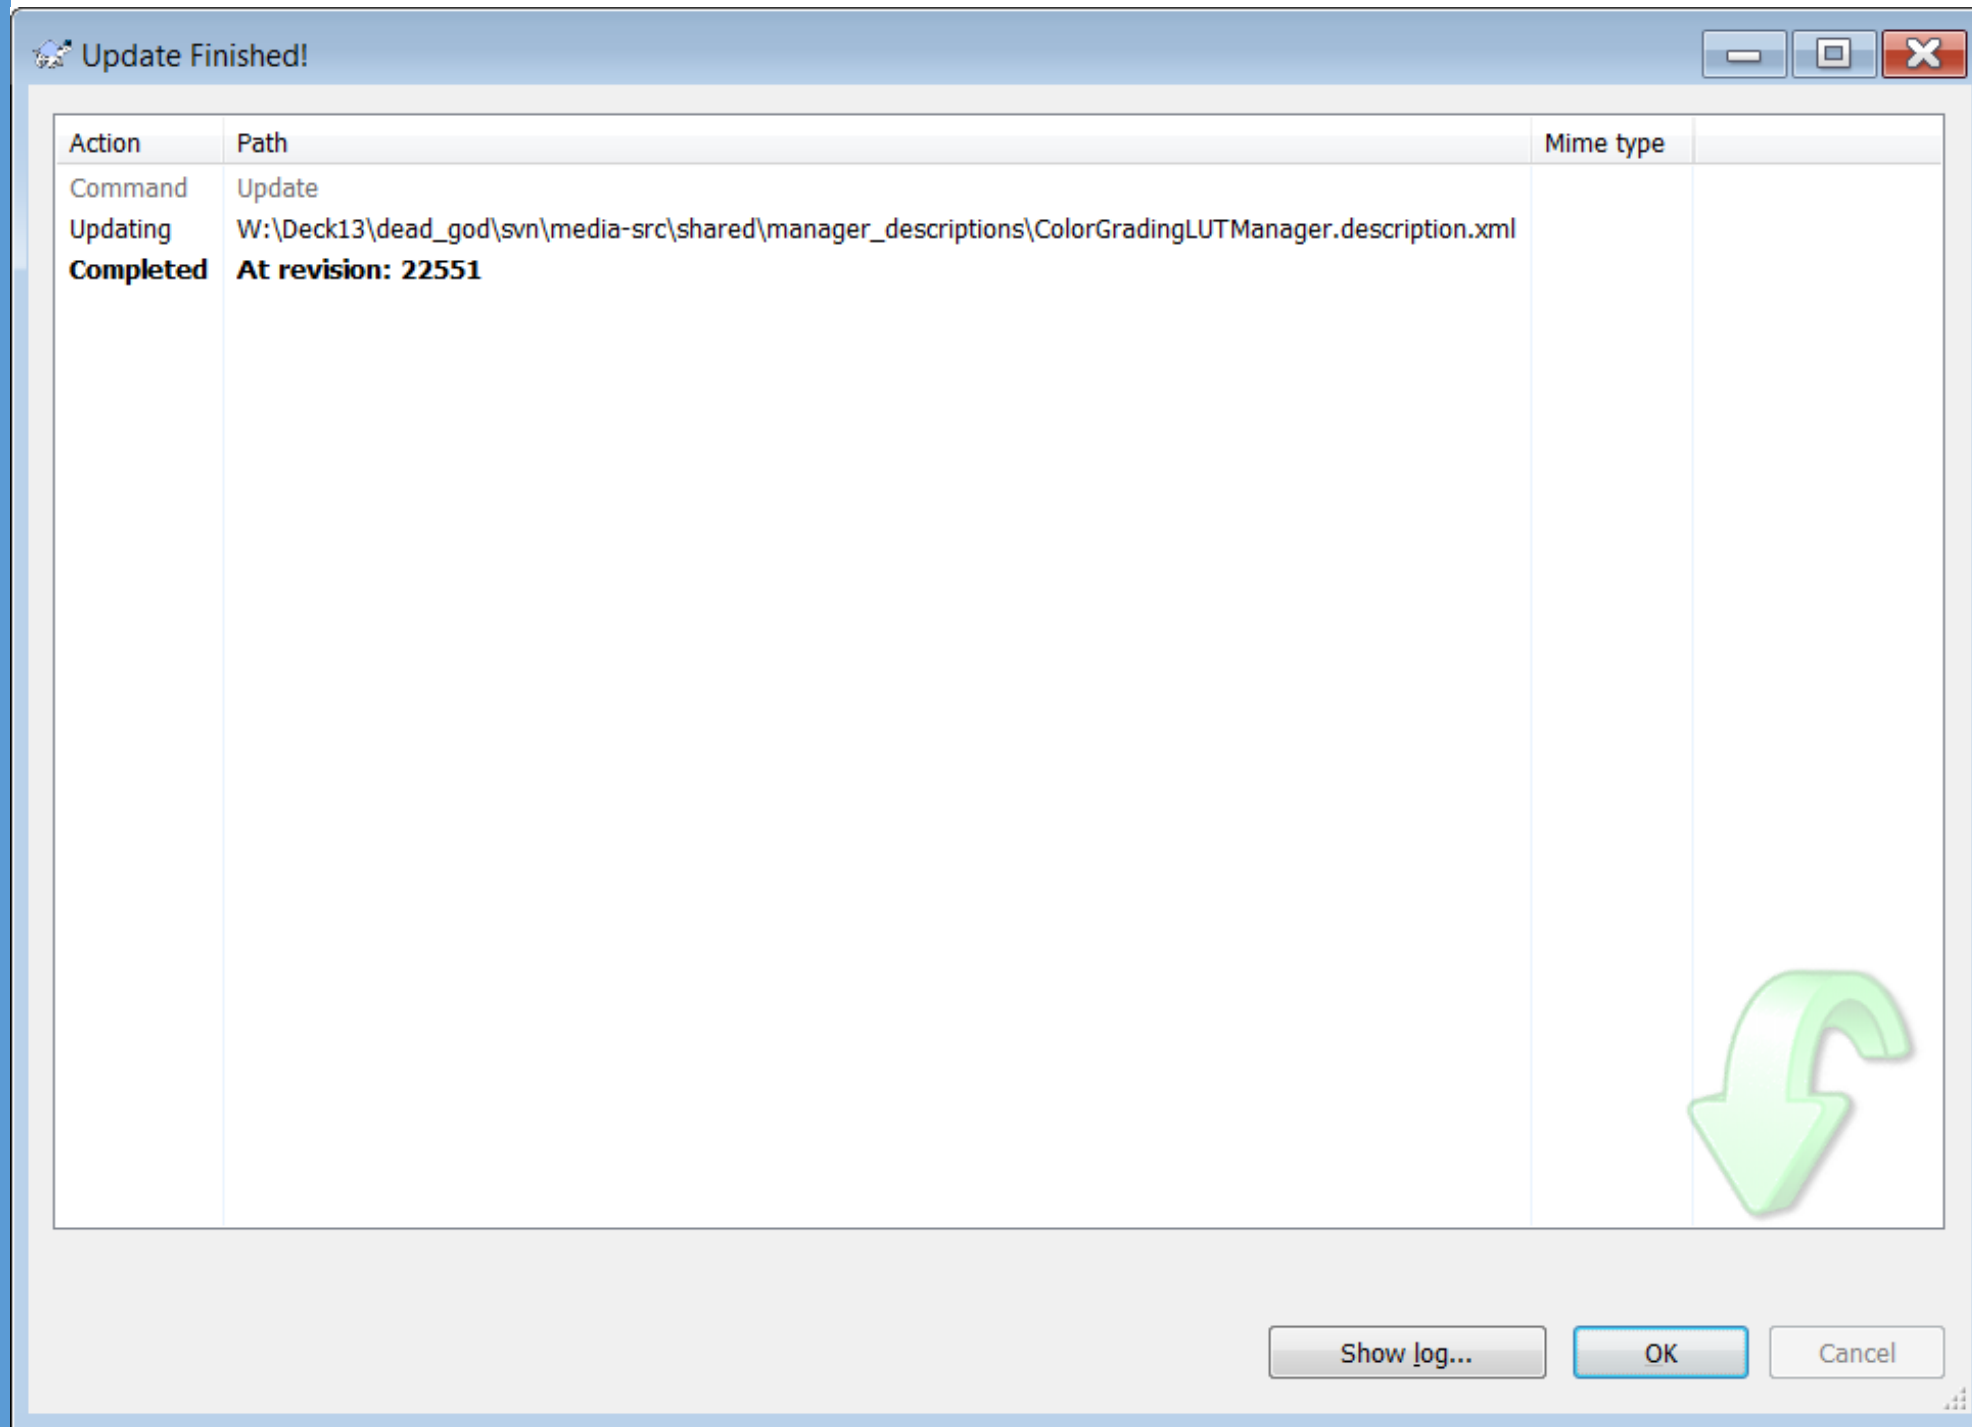 Update Finished!
Action Path Mime type
Command Update
Updating W:\Deck13\dead_god\svn\media-src\shared\manager_descriptions\ColorGradingLUTManager.description.xml
Completed At revision: 22551
Show log... OK Cancel